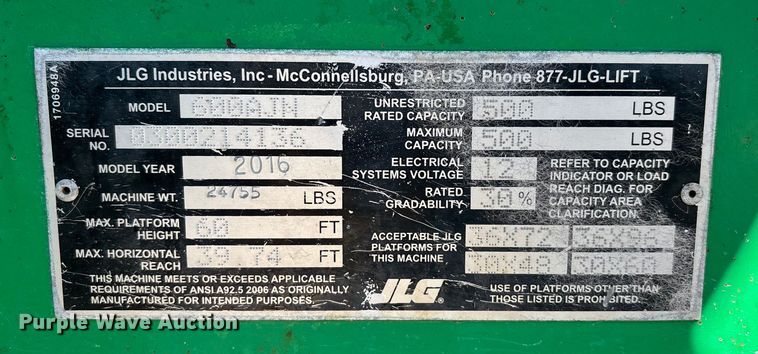 1706948A
JLG Industries, Inc - McConnellsburg, PA-USA Phone 877-JLG-LIFT
MODEL 600AJN
SERIAL NO. 0300214136
MODEL YEAR 2016
MACHINE WT. 24755 LBS
MAX. PLATFORM HEIGHT 60 FT
MAX. HORIZONTAL REACH 39.74 FT
THIS MACHINE MEETS OR EXCEEDS APPLICABLE
REQUIREMENTS OF ANSI A92.5 2006 AS ORIGINALLY
MANUFACTURED FOR INTENDED PURPOSES.
UNRESTRICTED RATED CAPACITY 500 LBS
MAXIMUM CAPACITY 500 LBS
ELECTRICAL SYSTEMS VOLTAGE 12
RATED GRADABILITY 30 %
REFER TO CAPACITY
INDICATOR OR LOAD
REACH DIAG. FOR
CAPACITY AREA
CLARIFICATION.
ACCEPTABLE JLG
PLATFORMS FOR
THIS MACHINE
JLG
USE OF PLATFORMS OTHER THAN
THOSE LISTED IS PROHIBITED.
Purple Wave Auction